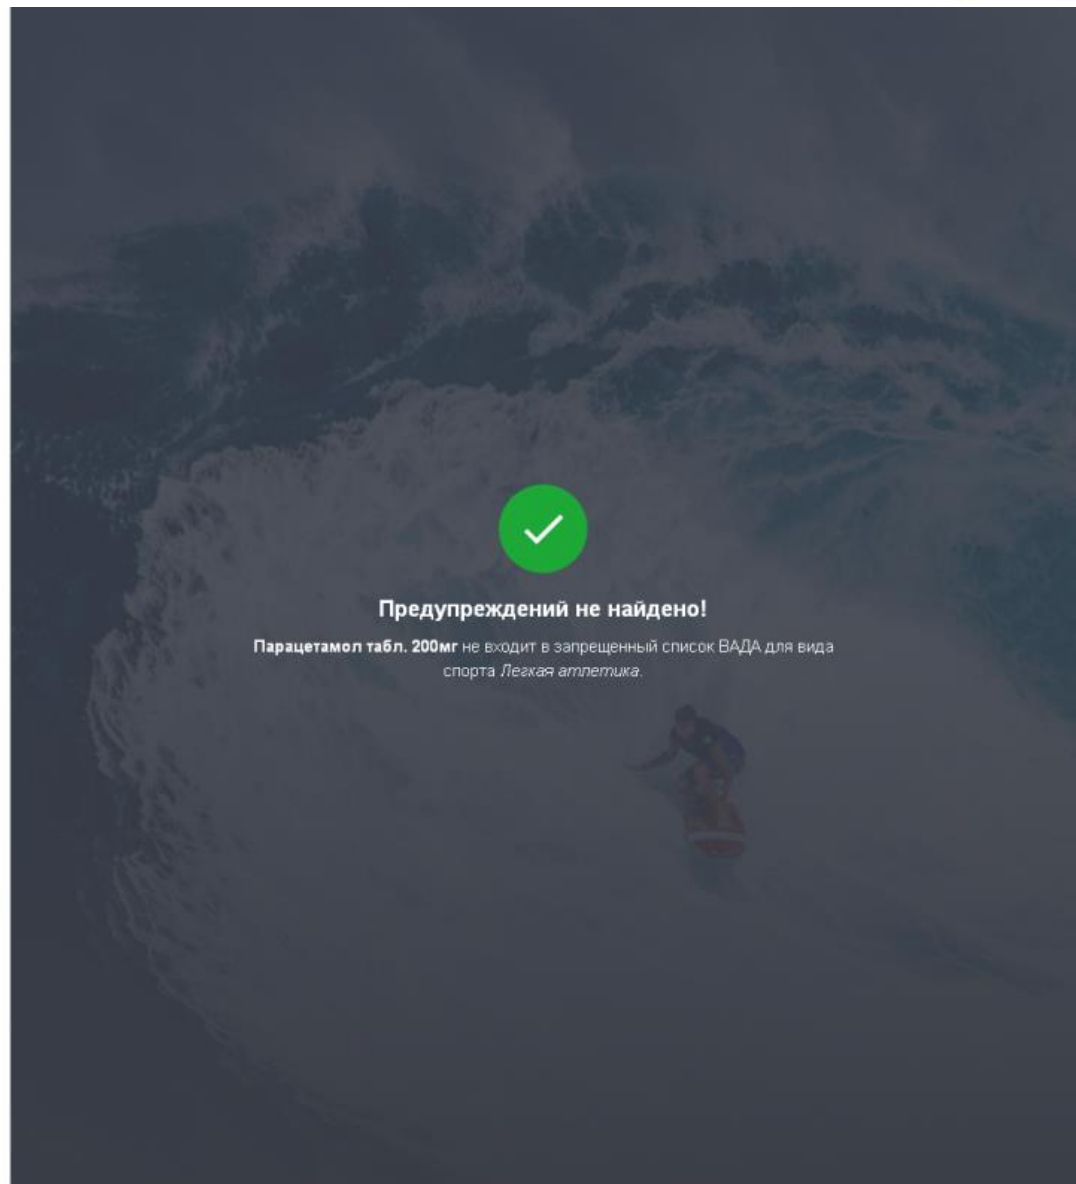 Предупреждений не найдено!
Парацетамол табл. 200мг не входит в запрещенный список ВАДА для вида
спорта Легкая атлетика.